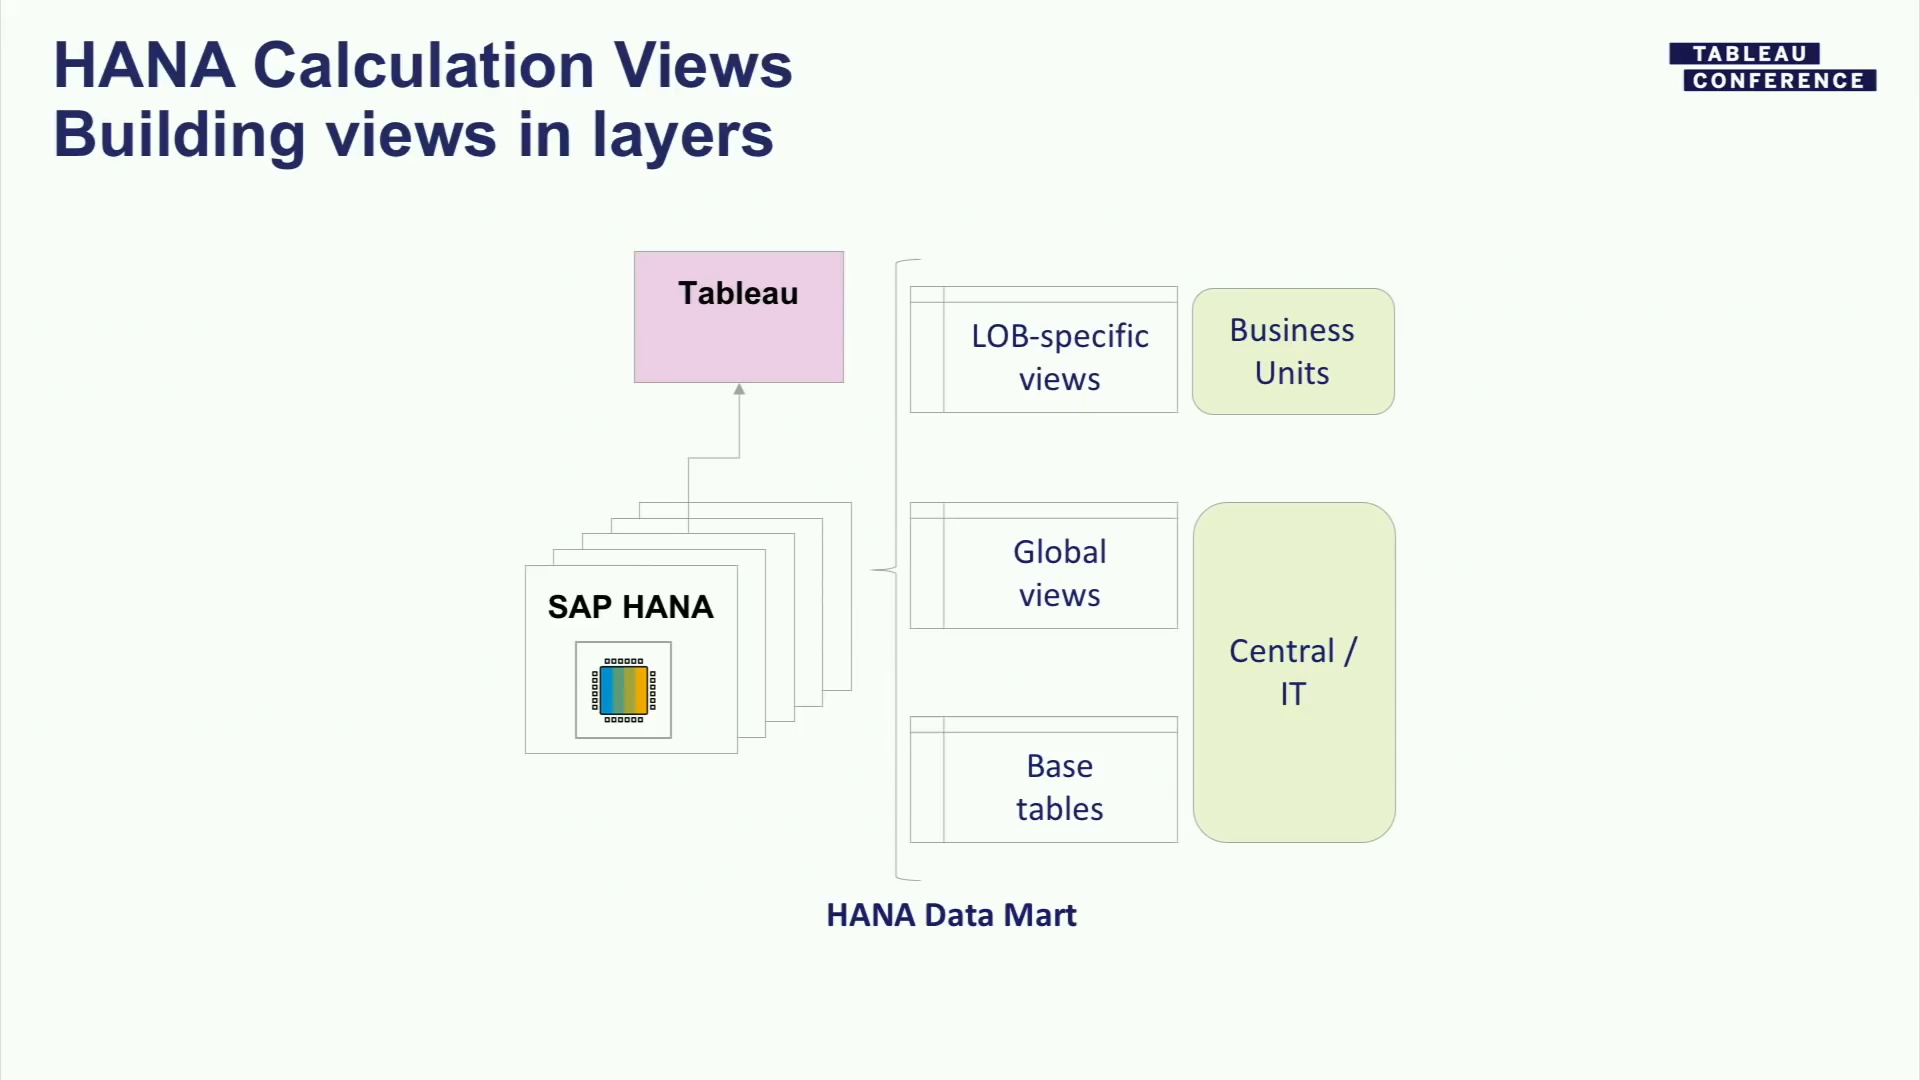 HANA Calculation Views
Building views in layers
TABLEAU
CONFERENCE
Tableau
SAP HANA
LOB-specific
views
Business
Units
Global
views
Central /
IT
Base
tables
HANA Data Mart